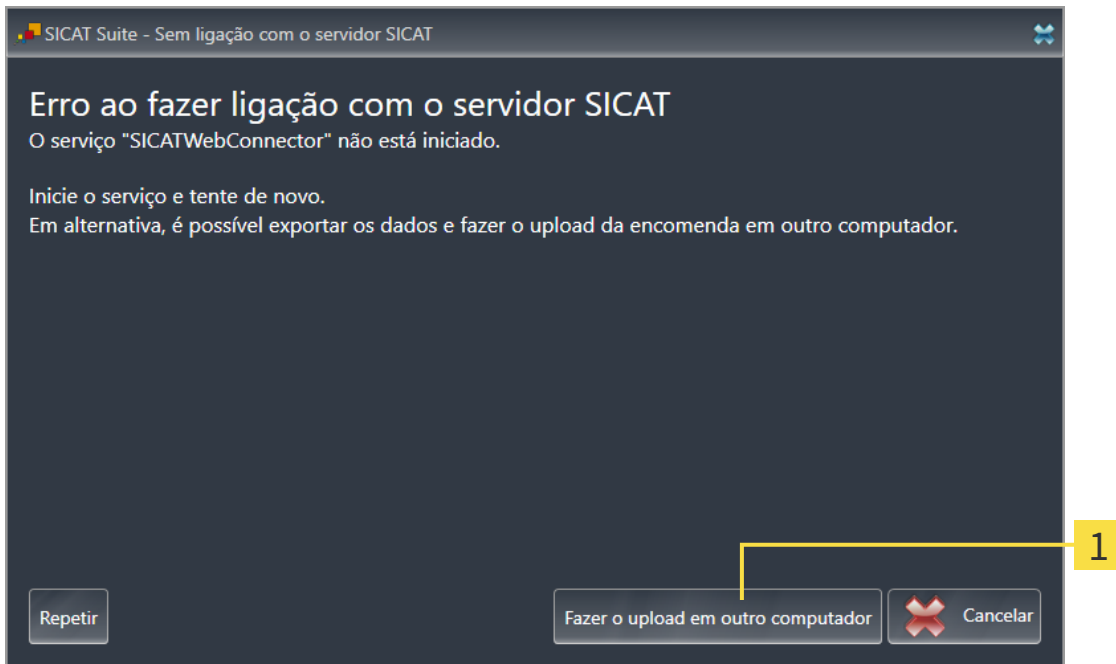 SICAT Suite - Sem ligação com o servidor SICAT
Erro ao fazer ligação com o servidor SICAT
O serviço "SICATWebConnector" não está iniciado.
Inicie o serviço e tente de novo.
Em alternativa, é possível exportar os dados e fazer o upload da encomenda em outro computador.
1
Repetir
Fazer o upload em outro computador
Cancelar